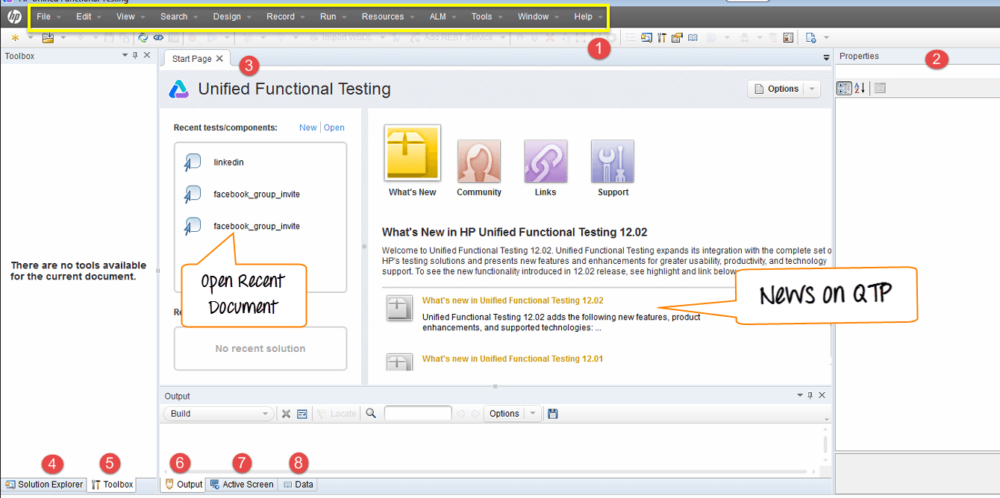 HP Unified Functional Testing
hp File Edit View Search Design Record Run Resources ALM Tools Window Help
Import WSDL Add REST Service
1
Toolbox
Start Page
3
Properties
2
Unified Functional Testing
Options
Recent tests/components: New Open
linkedin
facebook_group_invite
facebook_group_invite
Open Recent
Document
No recent solution
What's New
Community
Links
Support
What's New in HP Unified Functional Testing 12.02
Welcome to Unified Functional Testing 12.02. Unified Functional Testing expands its integration with the complete set o
HP's testing solutions and presents new features and enhancements for greater usability, productivity, and technology
support. To see the new functionality introduced in 12.02 release, see highlight and link below
What's new in Unified Functional Testing 12.02
Unified Functional Testing 12.02 adds the following new features, product
enhancements, and supported technologies: ...
What's new in Unified Functional Testing 12.01
News on QTP
There are no tools available
for the current document.
Output
Build
Locate
Options
4
5
6
7
8
Solution Explorer
Toolbox
Output
Active Screen
Data